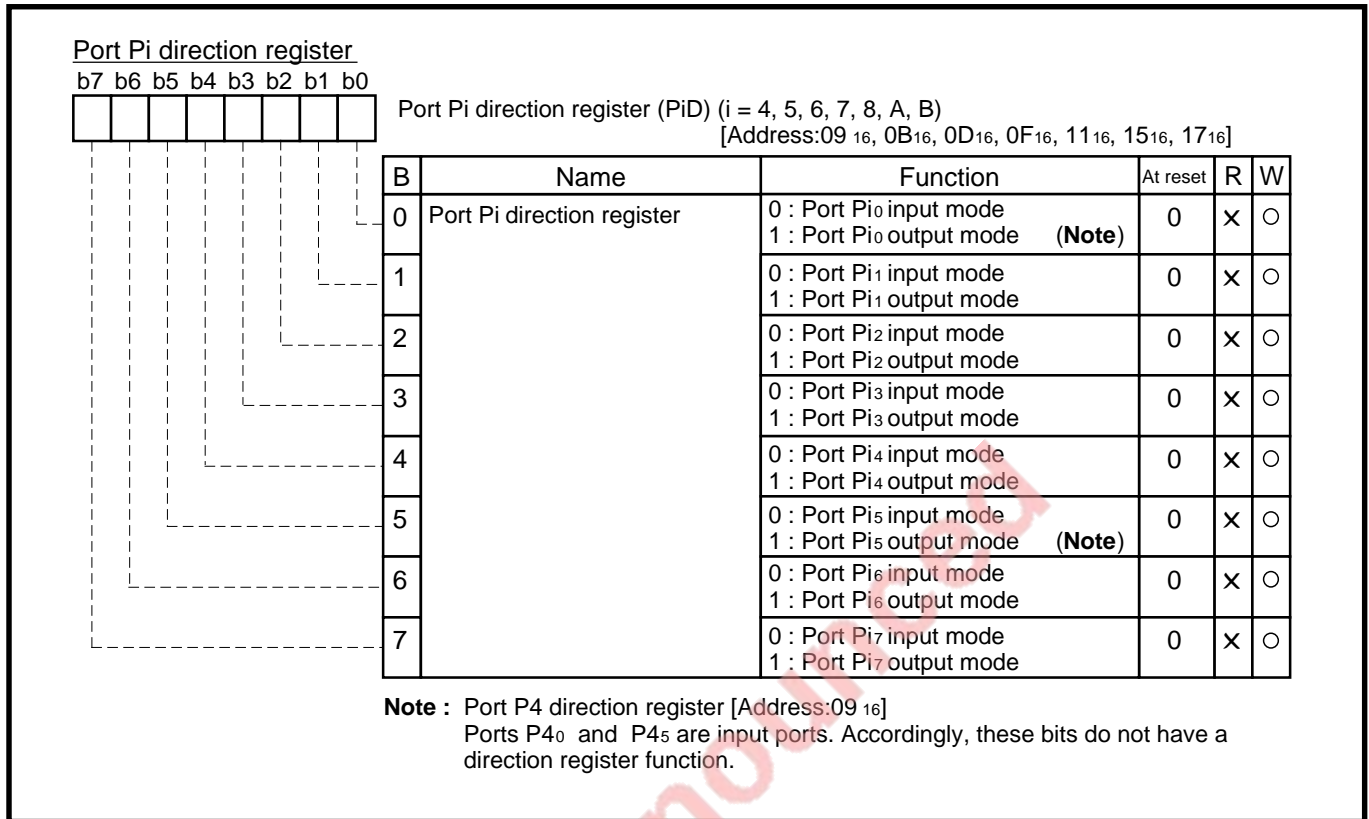 Port Pi direction register
b7 b6 b5 b4 b3 b2 b1 b0
Port Pi direction register (PiD) (i = 4, 5, 6, 7, 8, A, B)
[Address:09 16, 0B16, 0D16, 0F16, 1116, 1516, 1716]
B Name Function At reset R W
0 Port Pi direction register 0 : Port Pi0 input mode 0 × ○
1 : Port Pi0 output mode (Note)
1 0 : Port Pi1 input mode 0 × ○
1 : Port Pi1 output mode
2 0 : Port Pi2 input mode 0 × ○
1 : Port Pi2 output mode
3 0 : Port Pi3 input mode 0 × ○
1 : Port Pi3 output mode
4 0 : Port Pi4 input mode 0 × ○
1 : Port Pi4 output mode
5 0 : Port Pi5 input mode 0 × ○
1 : Port Pi5 output mode (Note)
6 0 : Port Pi6 input mode 0 × ○
1 : Port Pi6 output mode
7 0 : Port Pi7 input mode 0 × ○
1 : Port Pi7 output mode
Note : Port P4 direction register [Address:09 16]
Ports P40 and P45 are input ports. Accordingly, these bits do not have a
direction register function.